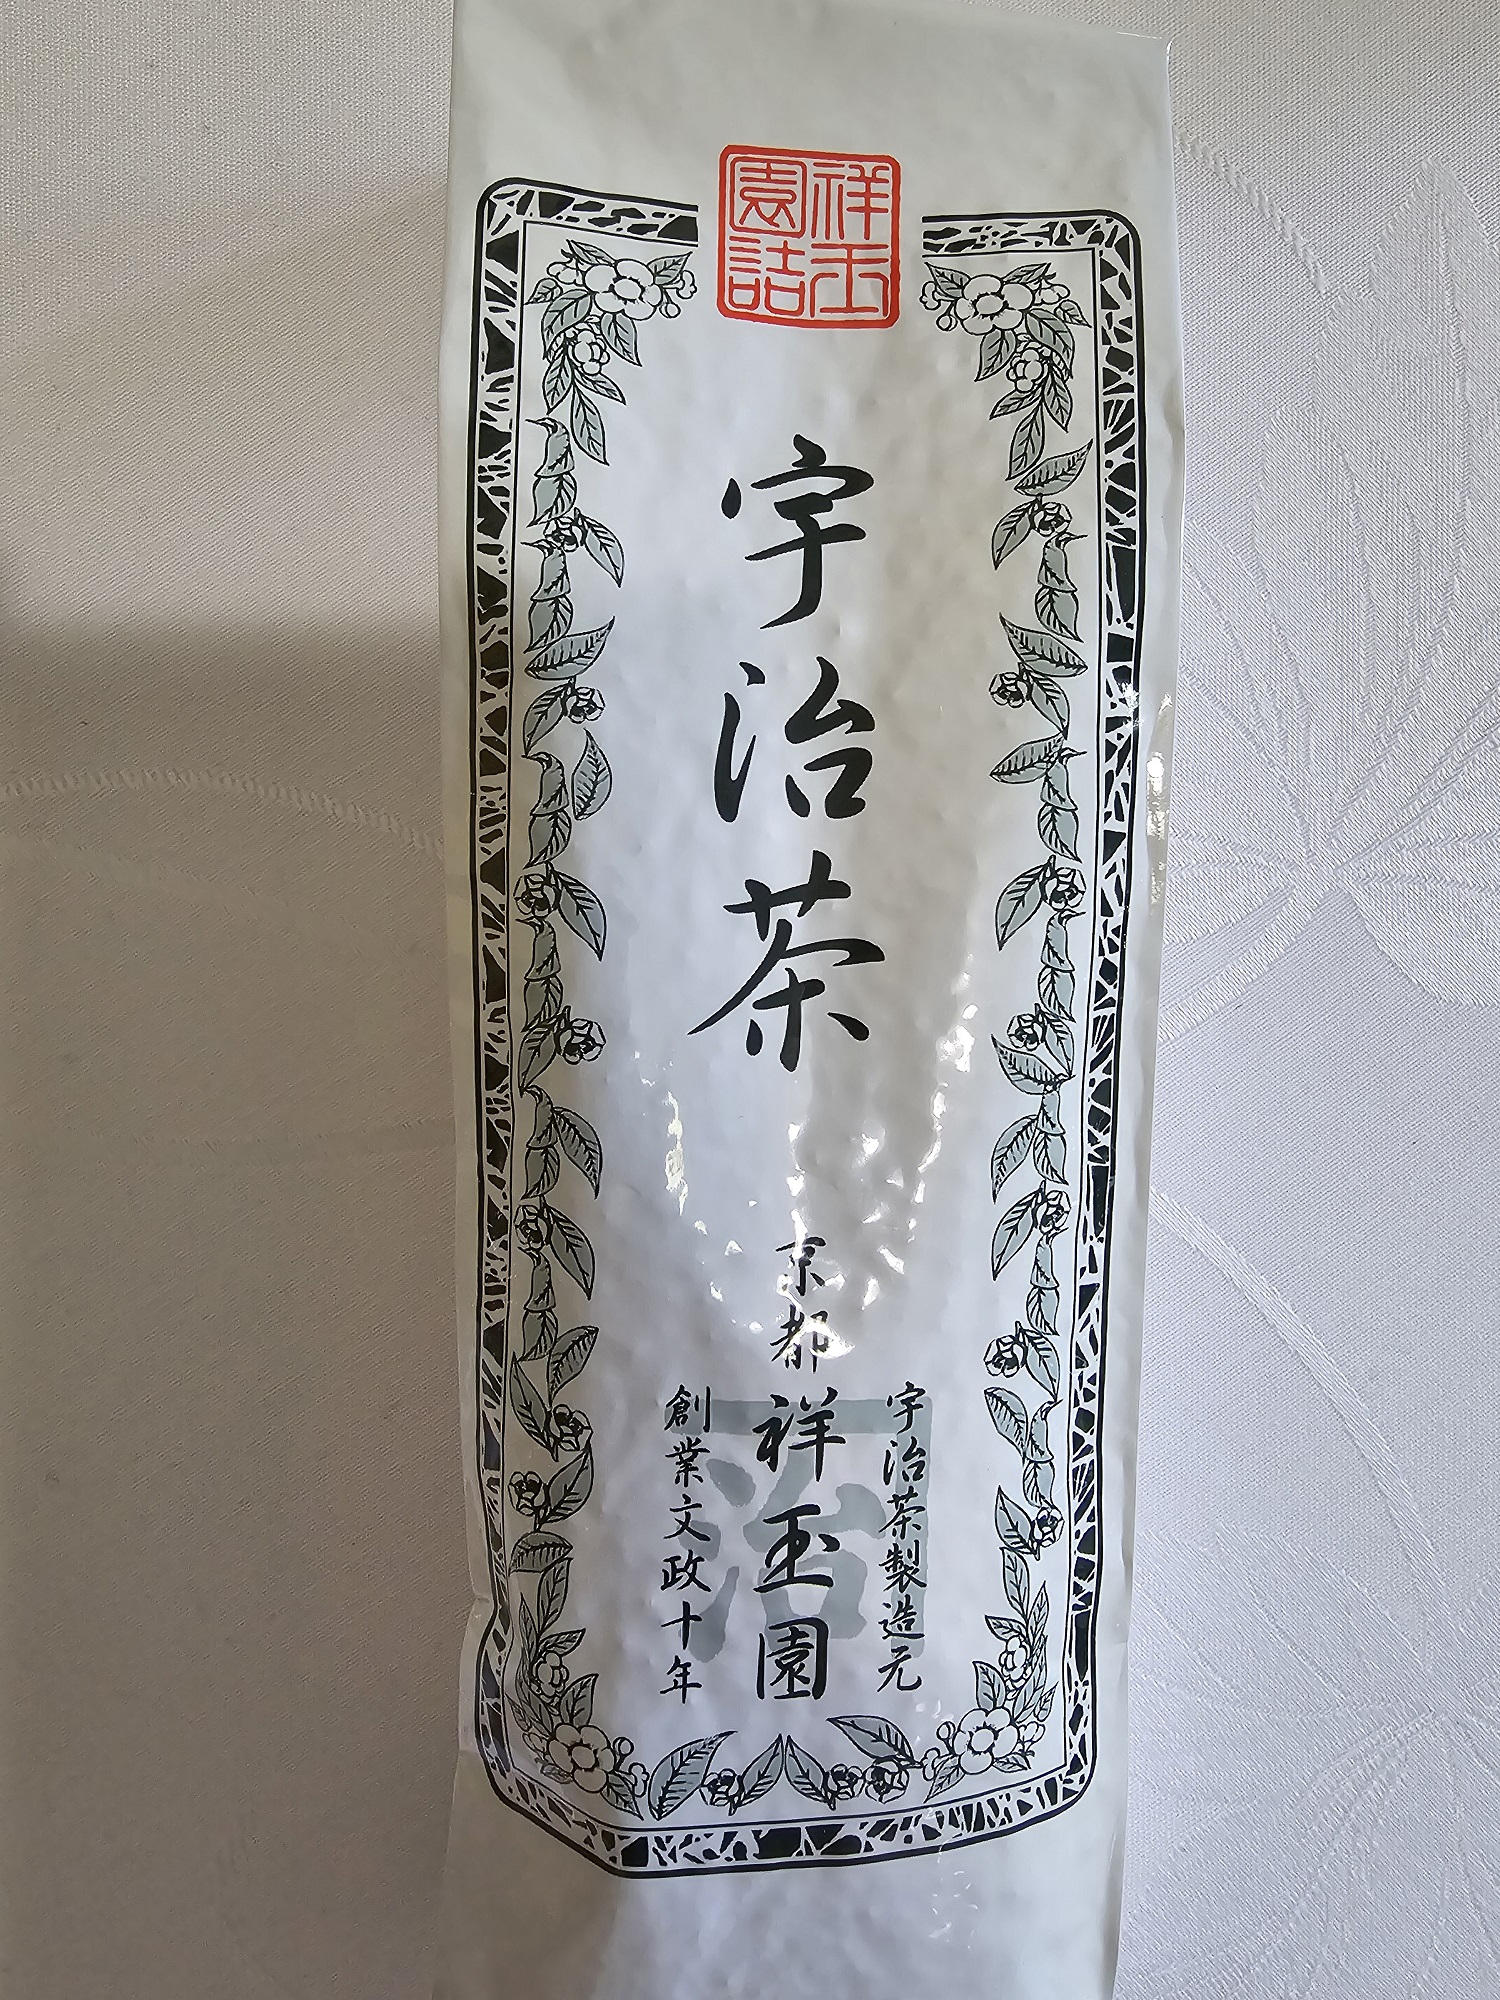 祥玉園詰
宇治茶
宇治茶製造元
京都 祥玉園
創業文政十年
治